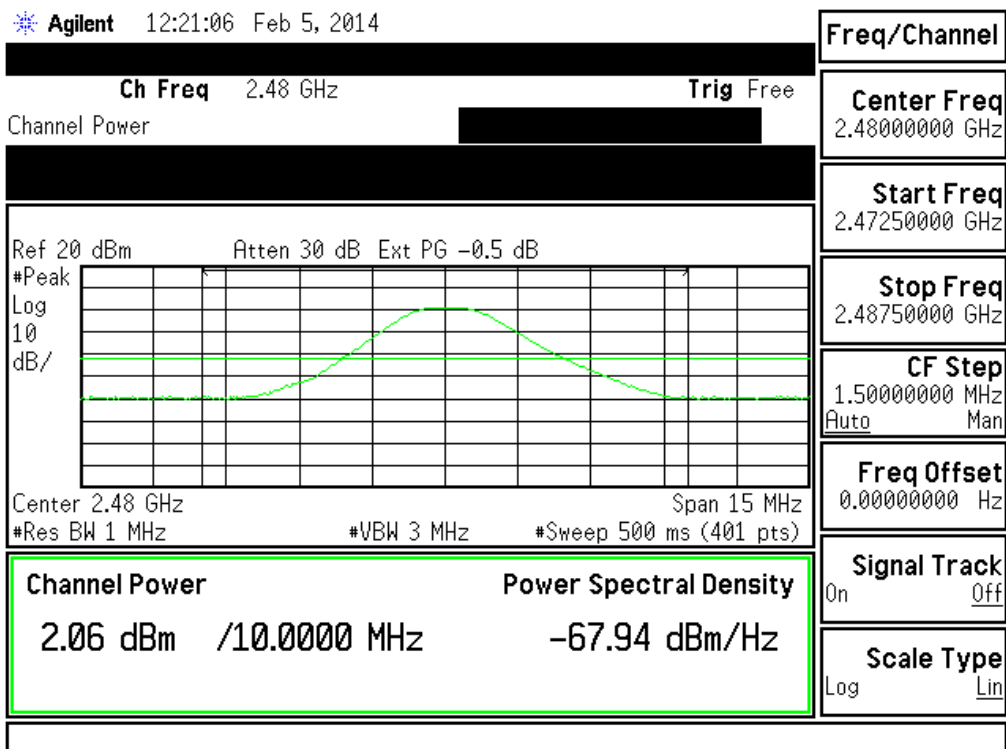 Agilent 12:21:06 Feb 5, 2014
Ch Freq 2.48 GHz Trig Free
Channel Power
Ref 20 dBm Atten 30 dB Ext PG -0.5 dB
#Peak
Log
10
dB/
Center 2.48 GHz Span 15 MHz
#Res BW 1 MHz #VBW 3 MHz #Sweep 500 ms (401 pts)
Channel Power Power Spectral Density
2.06 dBm /10.0000 MHz -67.94 dBm/Hz
Freq/Channel
Center Freq
2.48000000 GHz
Start Freq
2.47250000 GHz
Stop Freq
2.48750000 GHz
CF Step
1.50000000 MHz
Auto Man
Freq Offset
0.00000000 Hz
Signal Track
On Off
Scale Type
Log Lin